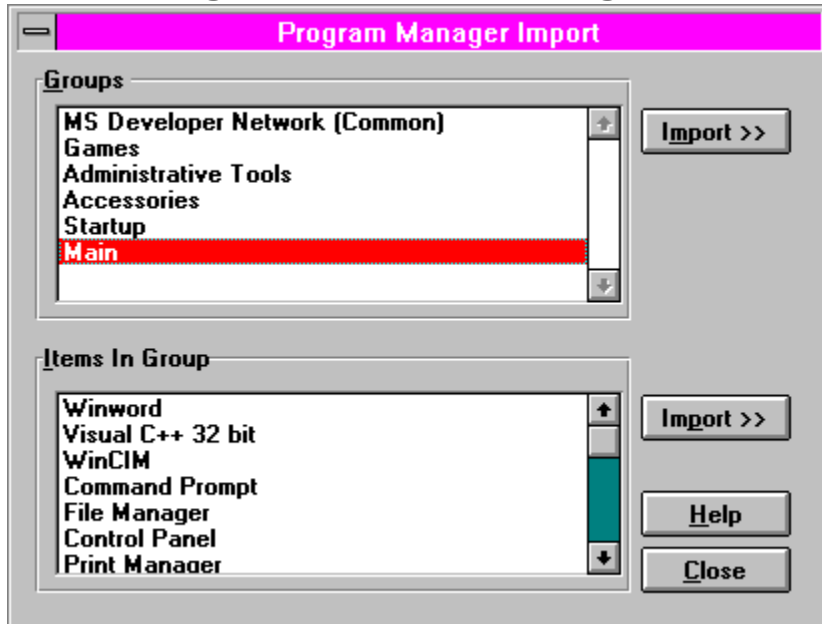 Program Manager Import
Groups
MS Developer Network (Common)
Games
Administrative Tools
Accessories
Startup
Main
Import >>
Items In Group
Winword
Visual C++ 32 bit
WinCIM
Command Prompt
File Manager
Control Panel
Print Manager
Import >>
Help
Close